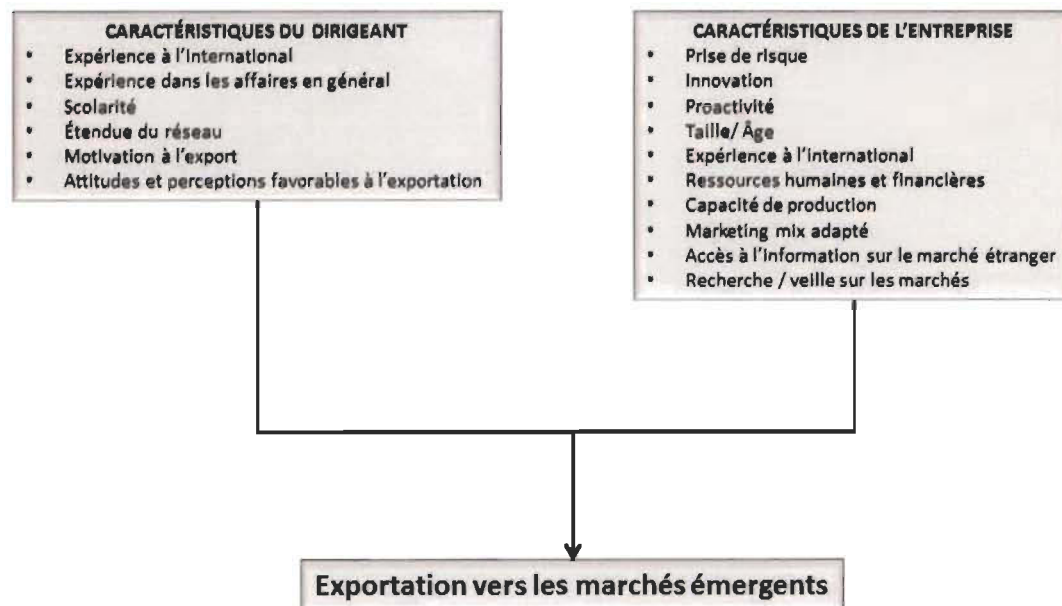 CARACTÉRISTIQUES DU DIRIGEANT
• Expérience à l'international
• Expérience dans les affaires en général
• Scolarité
• Étendue du réseau
• Motivation à l'export
• Attitudes et perceptions favorables à l'exportation
CARACTÉRISTIQUES DE L'ENTREPRISE
• Prise de risque
• Innovation
• Proactivité
• Taille/ Âge
• Expérience à l'international
• Ressources humaines et financières
• Capacité de production
• Marketing mix adapté
• Accès à l'information sur le marché étranger
• Recherche / veille sur les marchés
Exportation vers les marchés émergents